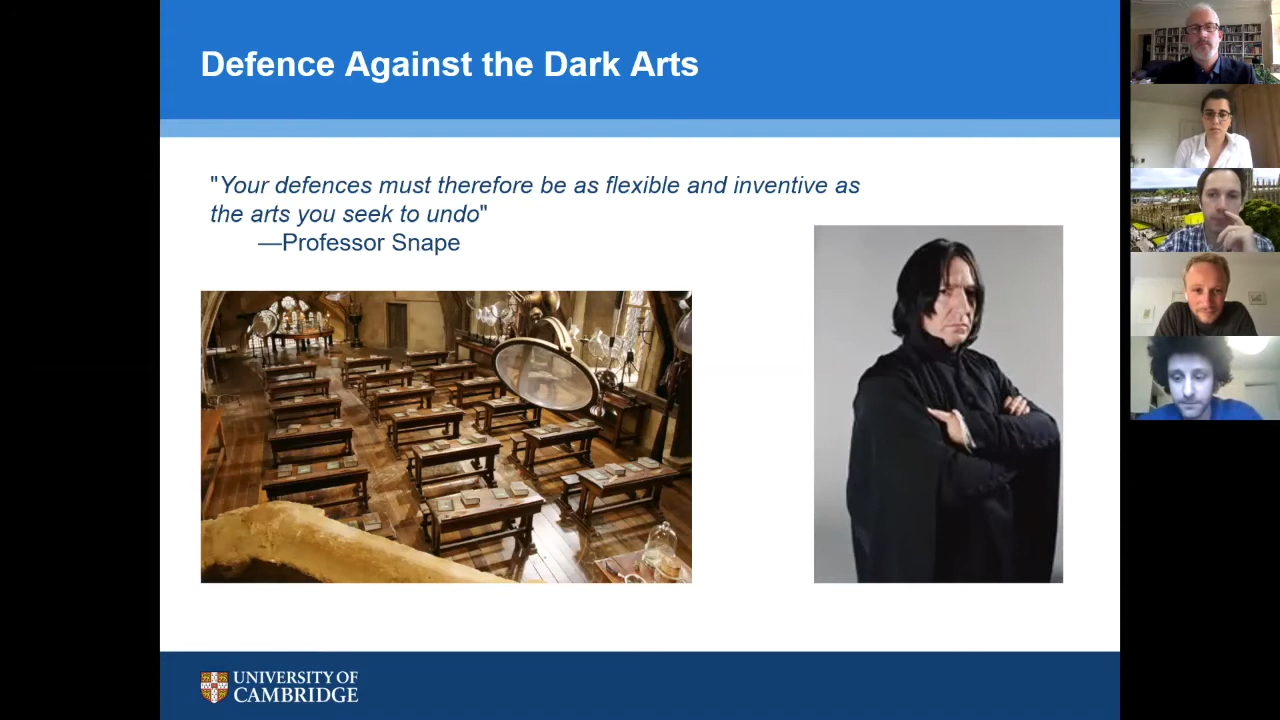 Defence Against the Dark Arts
"Your defences must therefore be as flexible and inventive as
the arts you seek to undo"
—Professor Snape
UNIVERSITY OF
CAMBRIDGE